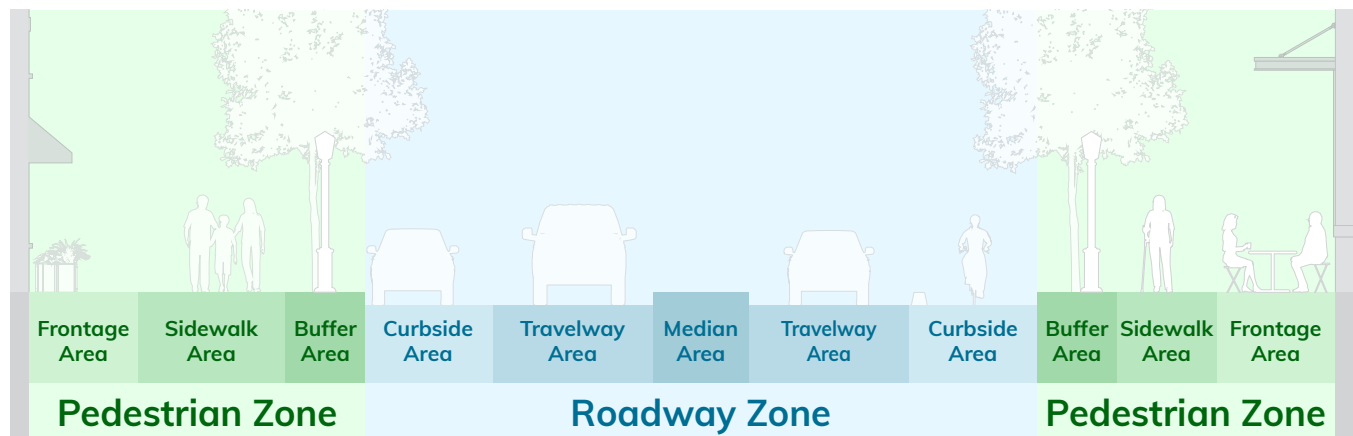 Frontage
Area
Sidewalk
Area
Buffer
Area
Curbside
Area
Travelway
Area
Median
Area
Travelway
Area
Curbside
Area
Buffer
Area
Sidewalk
Area
Frontage
Area
Pedestrian Zone
Roadway Zone
Pedestrian Zone